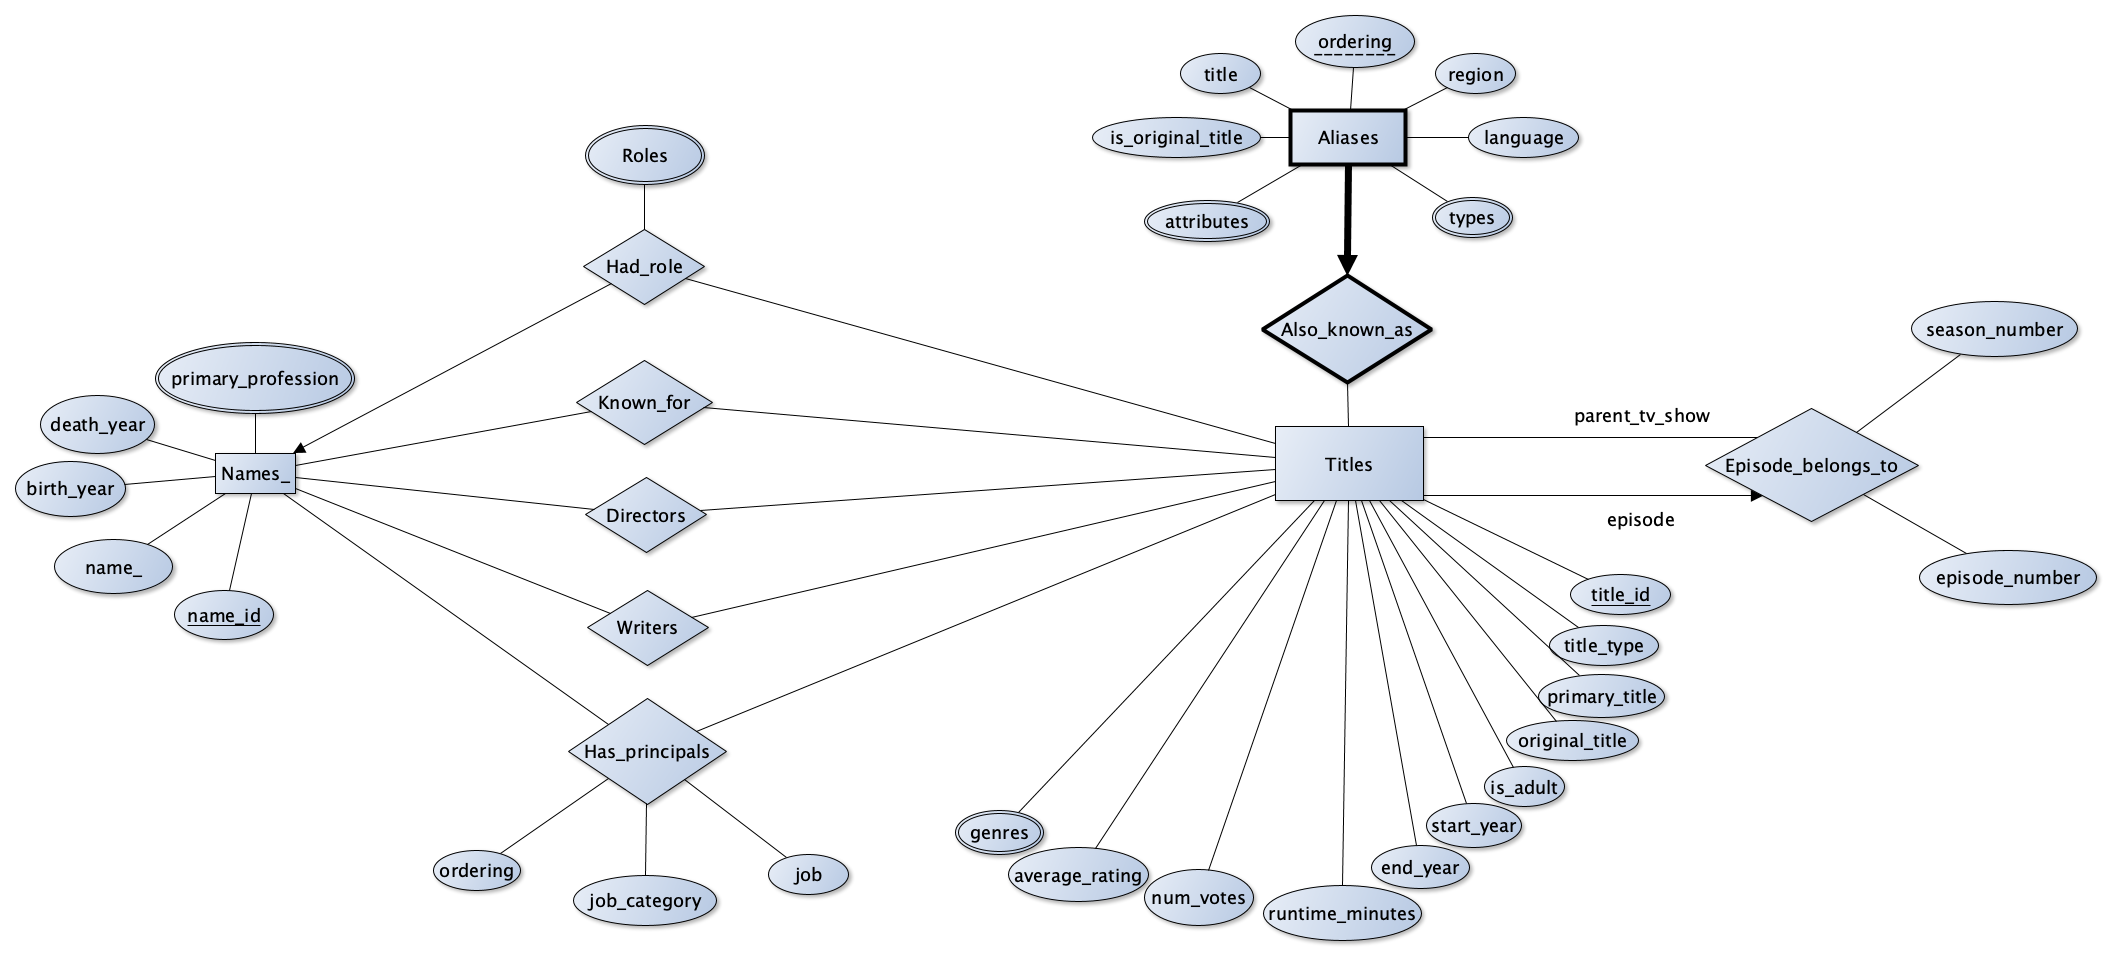 ordering
title
region
is_original_title
Aliases
language
attributes
types
Roles
Had_role
Also_known_as
primary_profession
death_year
Names_
birth_year
name_
name_id
Known_for
Directors
Writers
Has_principals
ordering
job_category
job
Titles
parent_tv_show
episode
Episode_belongs_to
season_number
episode_number
title_id
title_type
primary_title
original_title
is_adult
start_year
end_year
runtime_minutes
num_votes
average_rating
genres